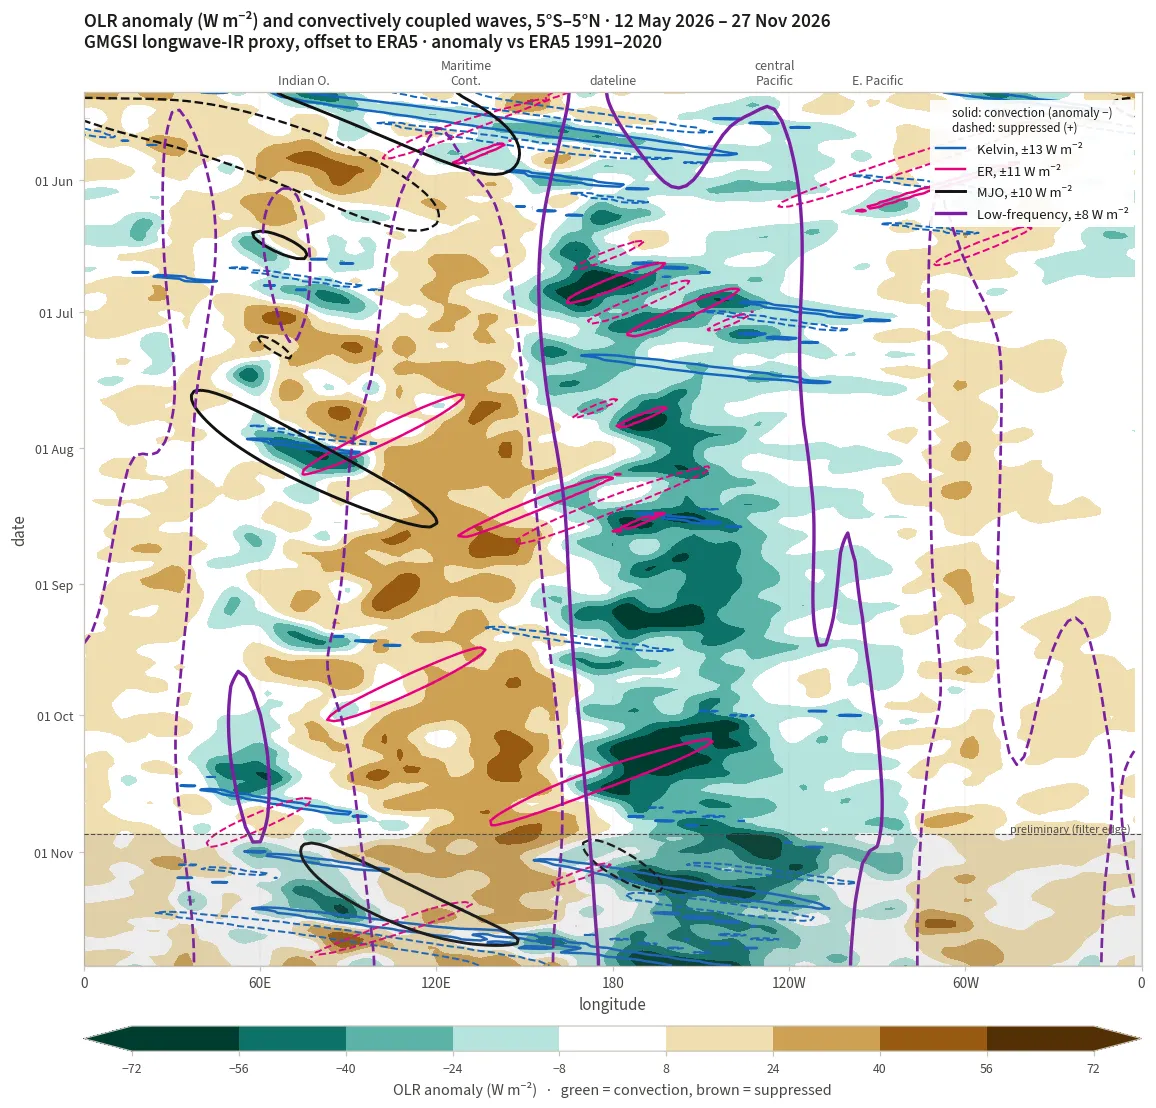 OLR anomaly (W m⁻²) and convectively coupled waves, 5°S–5°N · 12 May 2026 – 27 Nov 2026
GMGSI longwave-IR proxy, offset to ERA5 · anomaly vs ERA5 1991–2020
Indian O.
Maritime
Cont.
dateline
central
Pacific
E. Pacific
solid: convection (anomaly −)
dashed: suppressed (+)
Kelvin, ±13 W m⁻²
ER, ±11 W m⁻²
MJO, ±10 W m⁻²
Low-frequency, ±8 W m⁻²
01 Jun
01 Jul
01 Aug
01 Sep
01 Oct
01 Nov
date
preliminary (filter edge)
0 60E 120E 180 120W 60W 0
longitude
−72 −56 −40 −24 −8 8 24 40 56 72
OLR anomaly (W m⁻²) · green = convection, brown = suppressed